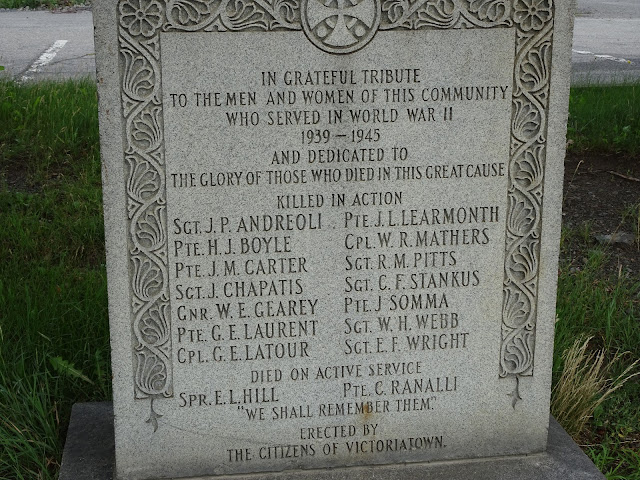 IN GRATEFUL TRIBUTE
TO THE MEN AND WOMEN OF THIS COMMUNITY
WHO SERVED IN WORLD WAR II
1939 — 1945
AND DEDICATED TO
THE GLORY OF THOSE WHO DIED IN THIS GREAT CAUSE
KILLED IN ACTION
SGT. J. P. ANDREOLI PTE. J. L. LEARMONTH
PTE. H. J. BOYLE CPL. W. R. MATHERS
PTE. J. M. CARTER SGT. R. M. PITTS
SGT. J. CHAPATIS SGT. C. F. STANKUS
GNR. W. E. GEAREY PTE. J SOMMA
PTE. G. E. LAURENT SGT. W. H. WEBB
CPL. G. E. LATOUR SGT. E. F. WRIGHT
DIED ON ACTIVE SERVICE
SPR. E. L. HILL PTE. C. RANALLI
"WE SHALL REMEMBER THEM."
ERECTED BY
THE CITIZENS OF VICTORIATOWN.